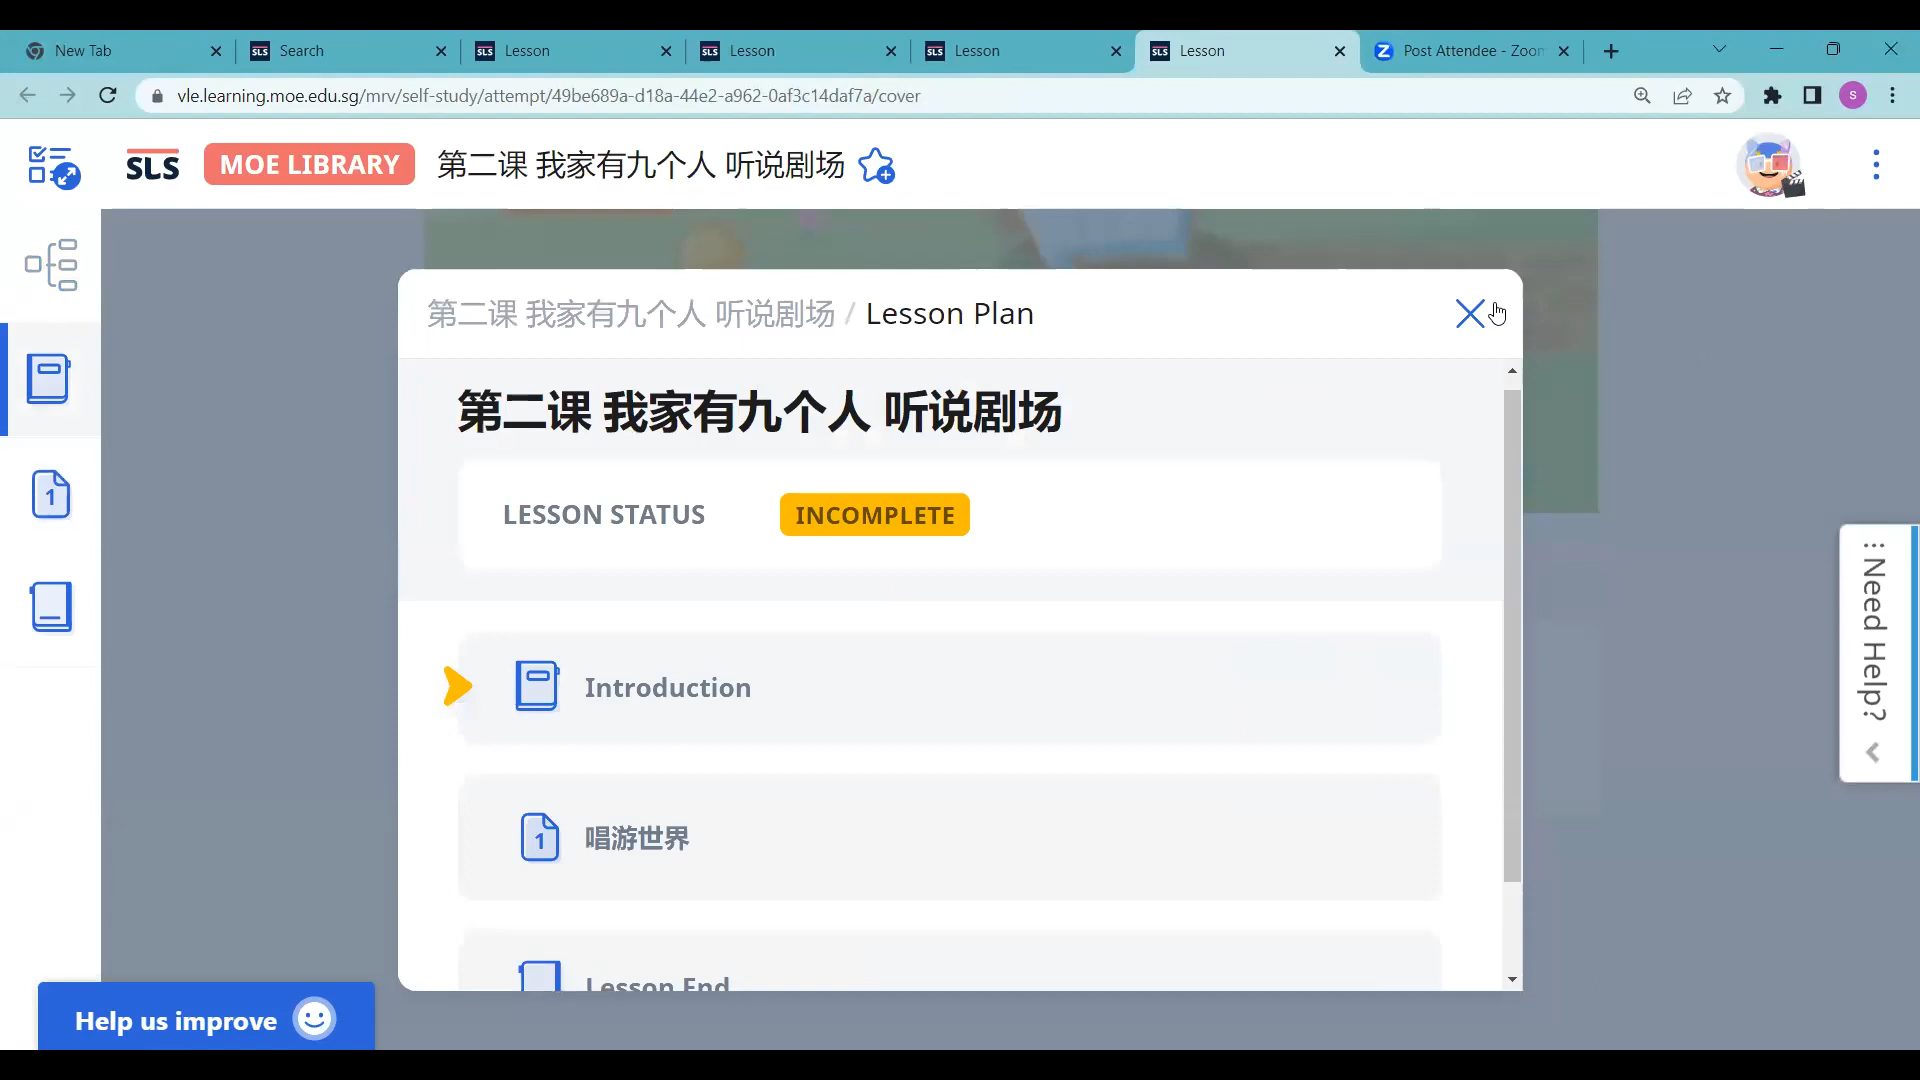 New Tab
Search
Lesson
Lesson
Lesson
Lesson
Post Attendee - Zoom
vle.learning.moe.edu.sg/mrv/self-study/attempt/49be689a-d18a-44e2-a962-0af3c14daf7a/cover
S
SLS
MOE LIBRARY
第二课 我家有九个人 听说剧场
第二课 我家有九个人 听说剧场 / Lesson Plan
第二课 我家有九个人 听说剧场
LESSON STATUS
INCOMPLETE
1
Introduction
1
唱游世界
Lesson End
Need Help?
Help us improve